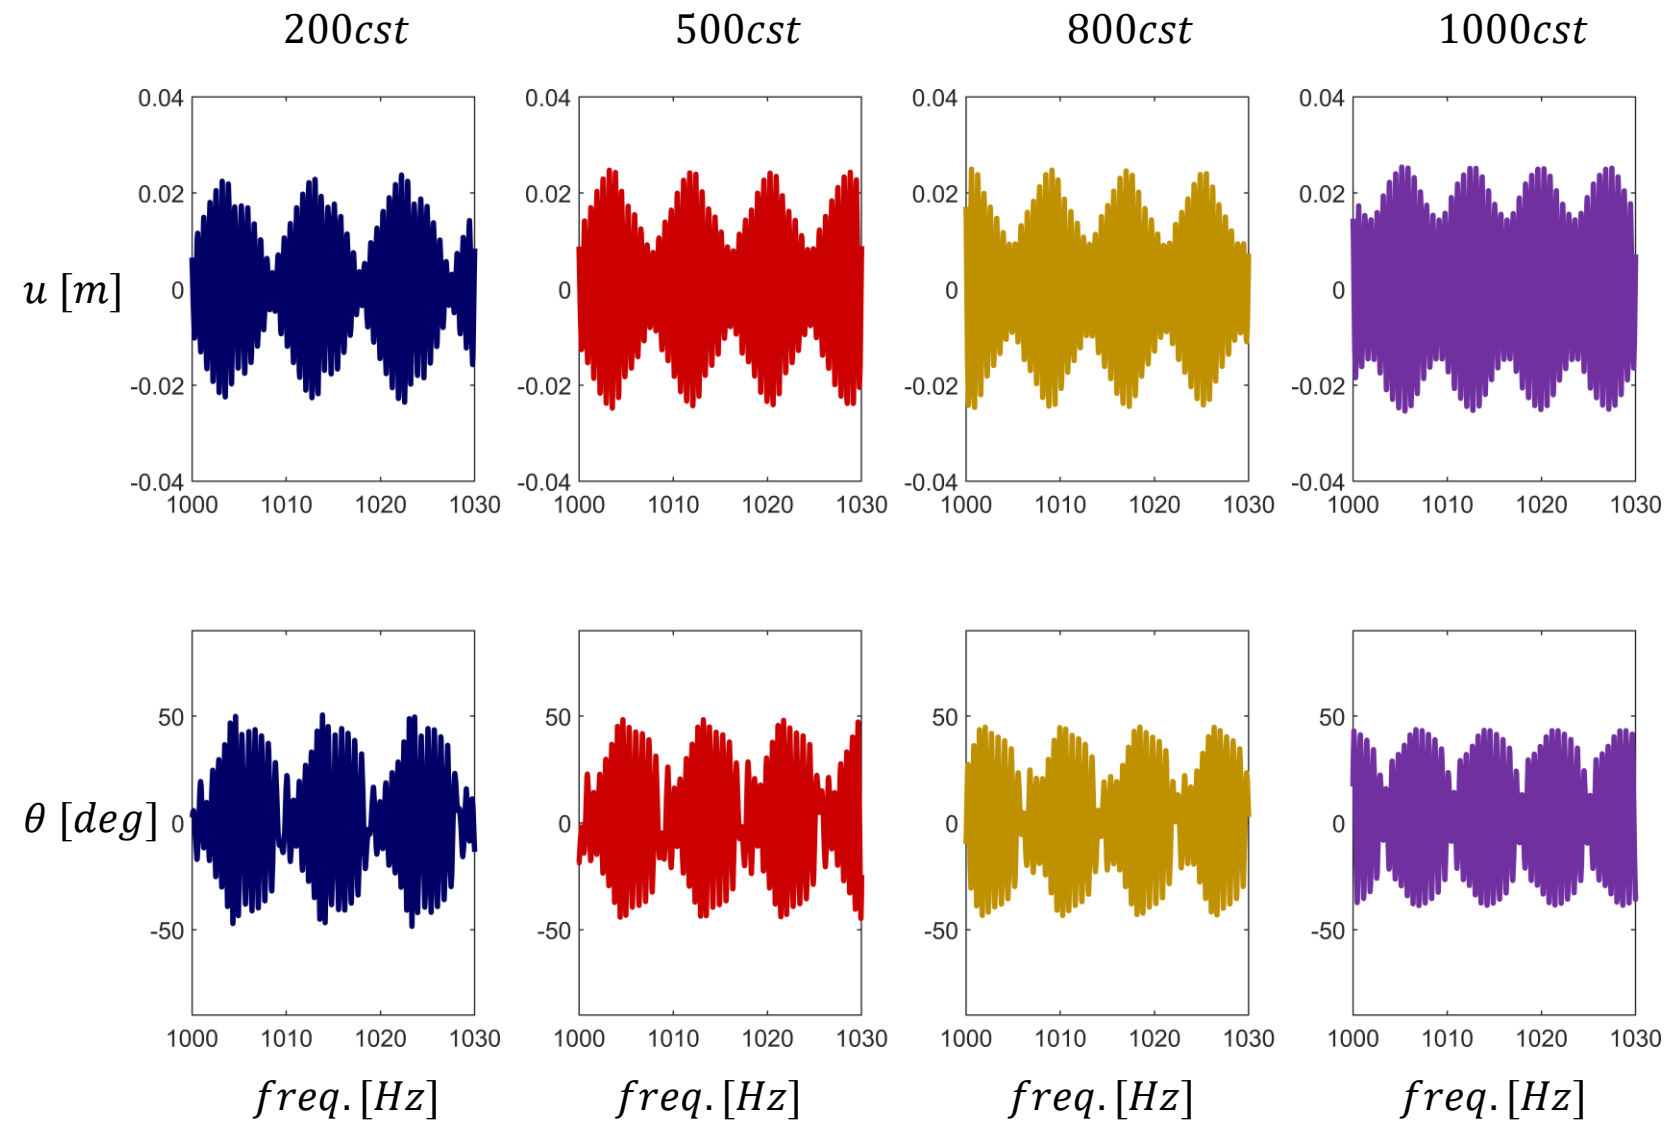 200cst 500cst 800cst 1000cst
0.04 0.04 0.04 0.04
0.02 0.02 0.02 0.02
u [m] 0 0 0 0
-0.02 -0.02 -0.02 -0.02
-0.04 -0.04 -0.04 -0.04
1000 1010 1020 1030 1000 1010 1020 1030 1000 1010 1020 1030 1000 1010 1020 1030
50 50 50 50
θ [deg] 0 0 0 0
-50 -50 -50 -50
1000 1010 1020 1030 1000 1010 1020 1030 1000 1010 1020 1030 1000 1010 1020 1030
freq. [Hz] freq. [Hz] freq. [Hz] freq. [Hz]